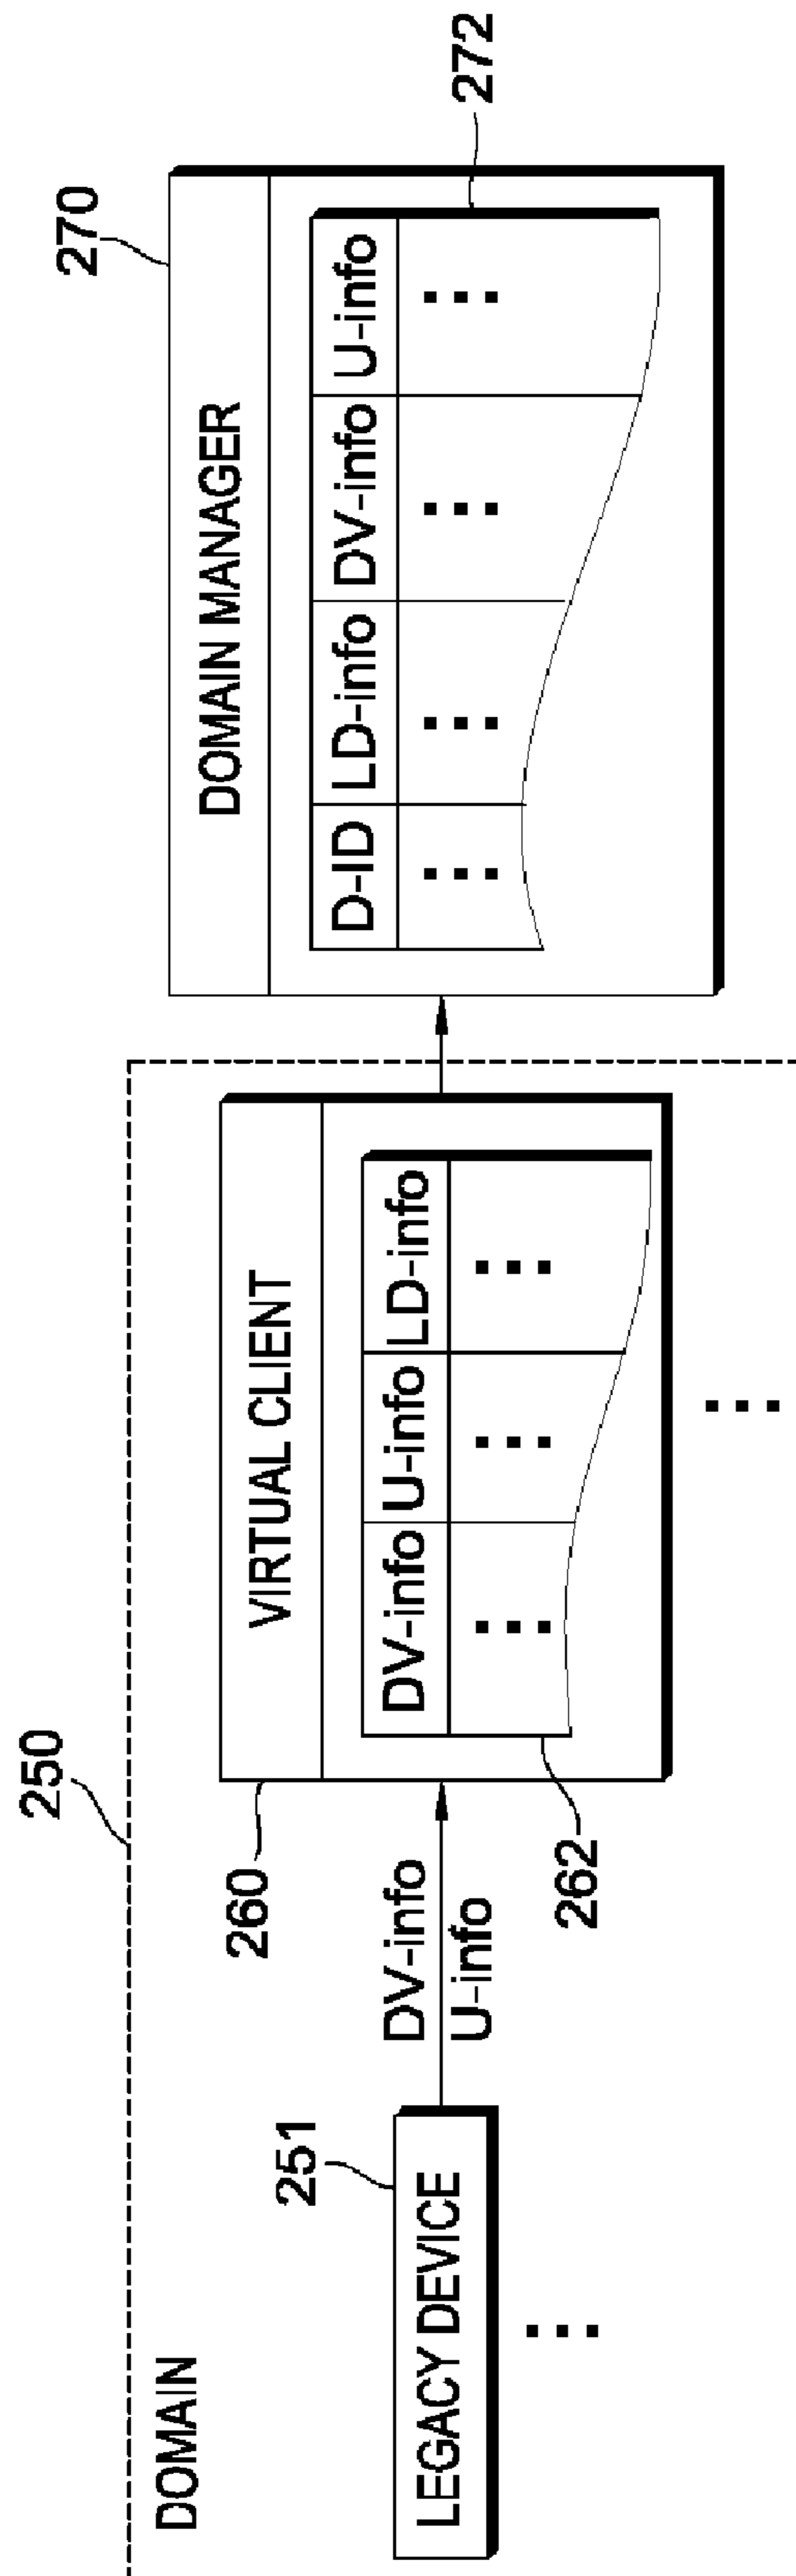 DOMAIN
250
LEGACY DEVICE
251
DV-info
U-info
VIRTUAL CLIENT
260
DV-info U-info LD-info
262
DOMAIN MANAGER
270
D-ID LD-info DV-info U-info
272